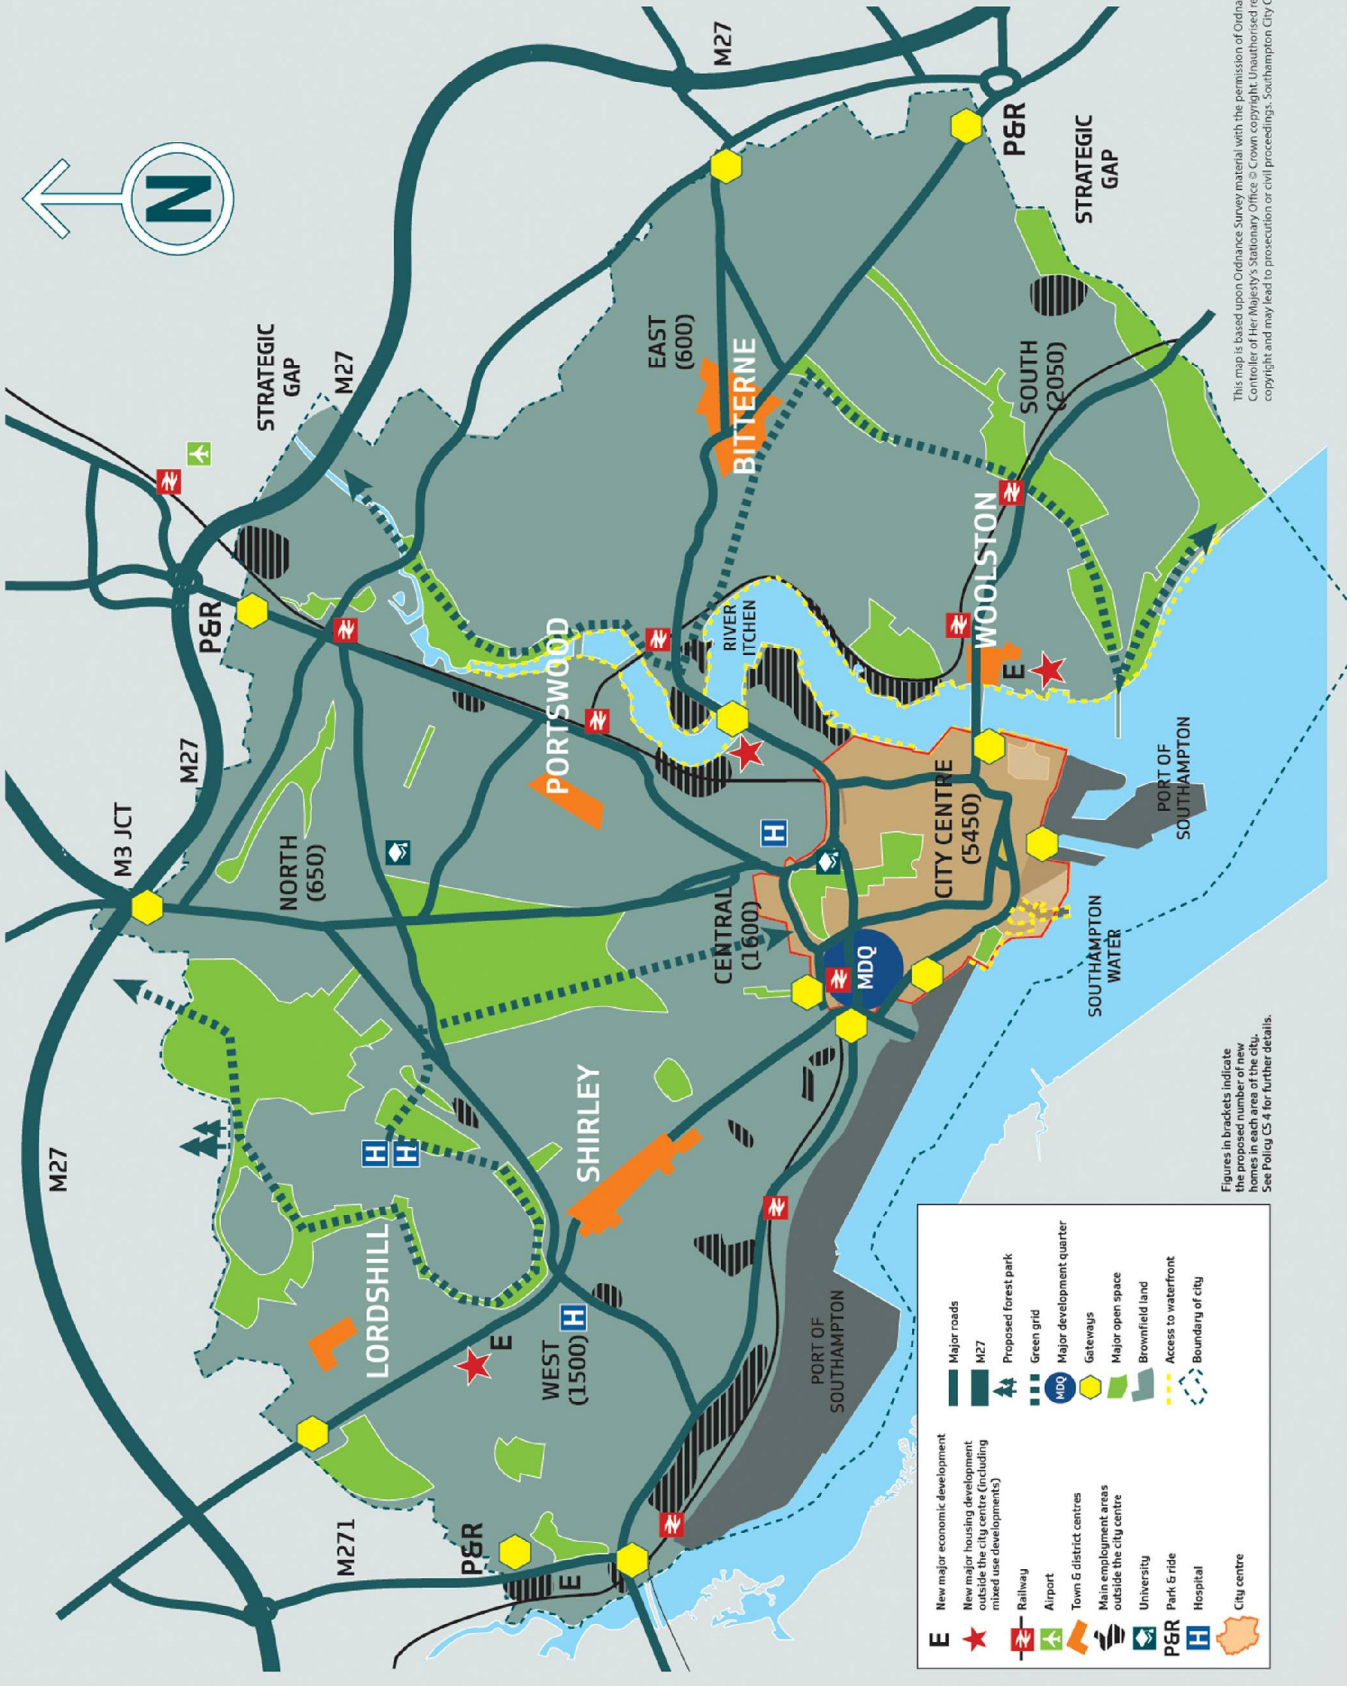 N
M27
M27
M3 JCT
M27
M27
M271
STRATEGIC
GAP
P&R
NORTH
(650)
LORDSHILL
H
H
E
WEST
(1500)
H
P&R
E
SHIRLEY
PORTSWOOD
EAST
(600)
BITTERNE
P&R
STRATEGIC
GAP
RIVER
ITCHEN
H
CENTRAL
(1600)
MDQ
CITY CENTRE
(5450)
WOOLSTON
E
SOUTH
(2050)
PORT OF
SOUTHAMPTON
SOUTHAMPTON
WATER
PORT OF
SOUTHAMPTON
E New major economic development
New major housing development
outside the city centre (including
mixed use developments)
Railway
Airport
Town & district centres
Main employment areas
outside the city centre
University
P&R Park & ride
H Hospital
City centre
Major roads
M27
Proposed forest park
Green grid
MDQ Major development quarter
Gateways
Major open space
Brownfield land
Access to waterfront
Boundary of city
Figures in brackets indicate
the proposed number of new
homes in each area of the city.
See Policy CS 4 for further details.
This map is based upon Ordnance Survey material with the permission of Ordna
Controller of Her Majesty's Stationary Office © Crown copyright. Unauthorised re
copyright and may lead to prosecution or civil proceedings. Southampton City C